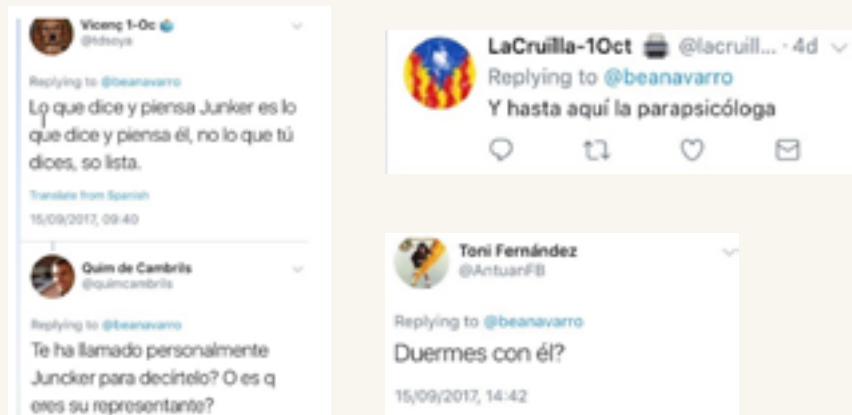 Vicenç 1-Oc
@tdsoya
Replying to @beanavarro
Lo que dice y piensa Junker es lo
que dice y piensa él, no lo que tú
dices, so lista.
Translate from Spanish
15/09/2017, 09:40
Quim de Cambrils
@quimcambrils
Replying to @beanavarro
Te ha llamado personalmente
Juncker para decírtelo? O es q
eres su representante?
LaCruïlla-1Oct @lacruill... · 4d
Replying to @beanavarro
Y hasta aquí la parapsicóloga
Toni Fernández
@AntuanFB
Replying to @beanavarro
Duermes con él?
15/09/2017, 14:42